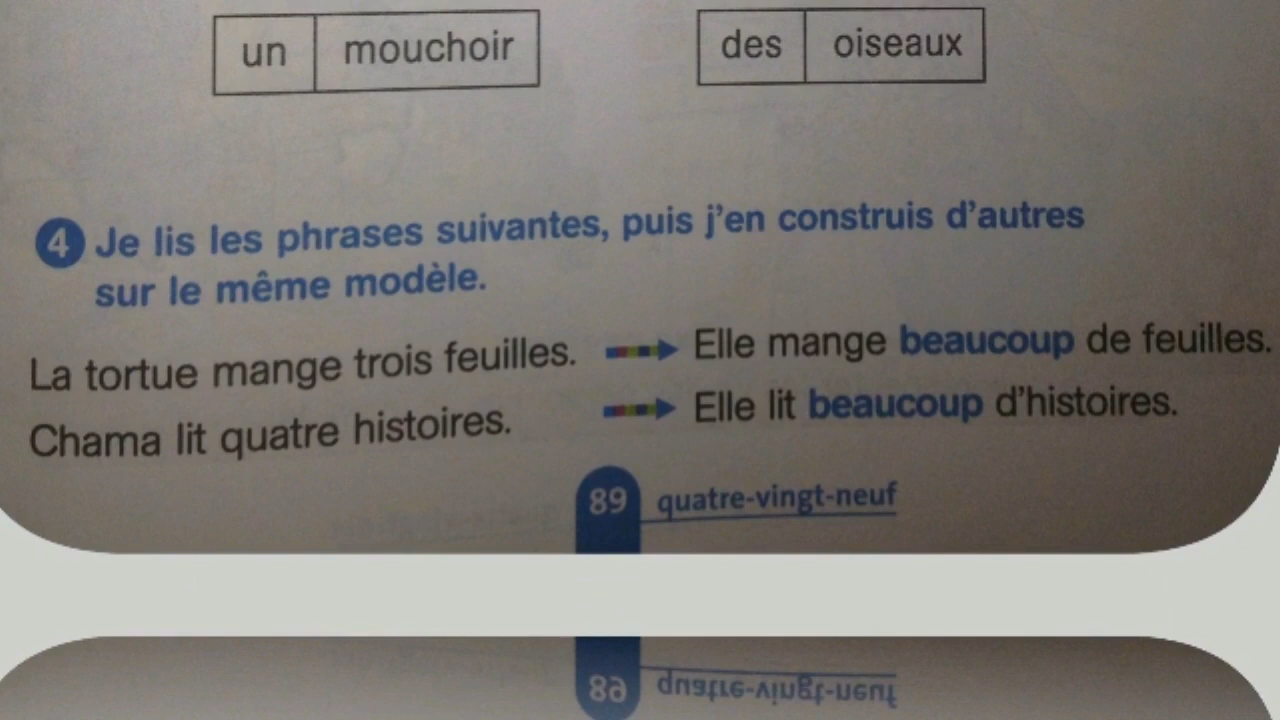 un mouchoir des oiseaux
4 Je lis les phrases suivantes, puis j'en construis d'autres
sur le même modèle.
La tortue mange trois feuilles. Elle mange beaucoup de feuilles.
Chama lit quatre histoires. Elle lit beaucoup d'histoires.
89 quatre-vingt-neuf